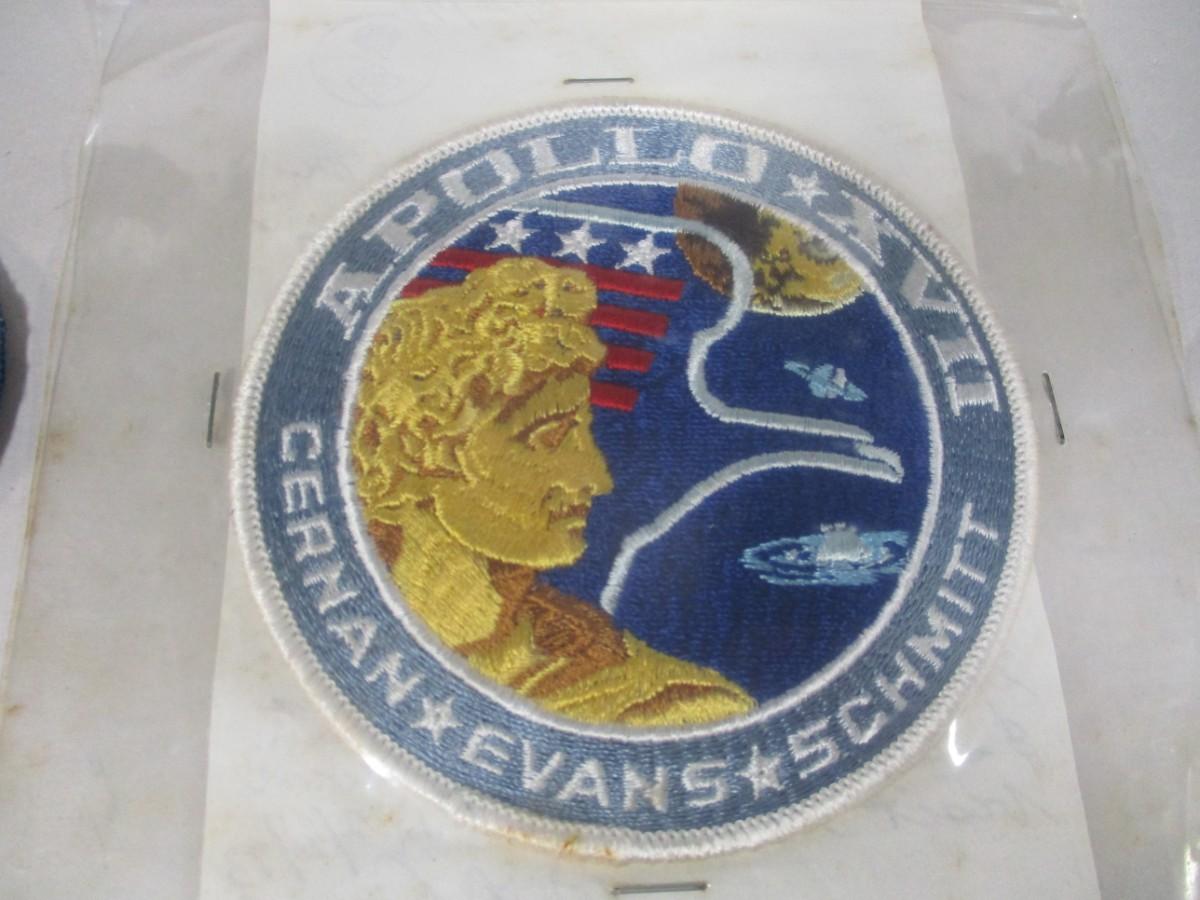 APOLLO ★ XVII
CERNAN ★ EVANS ★ SCHMITT